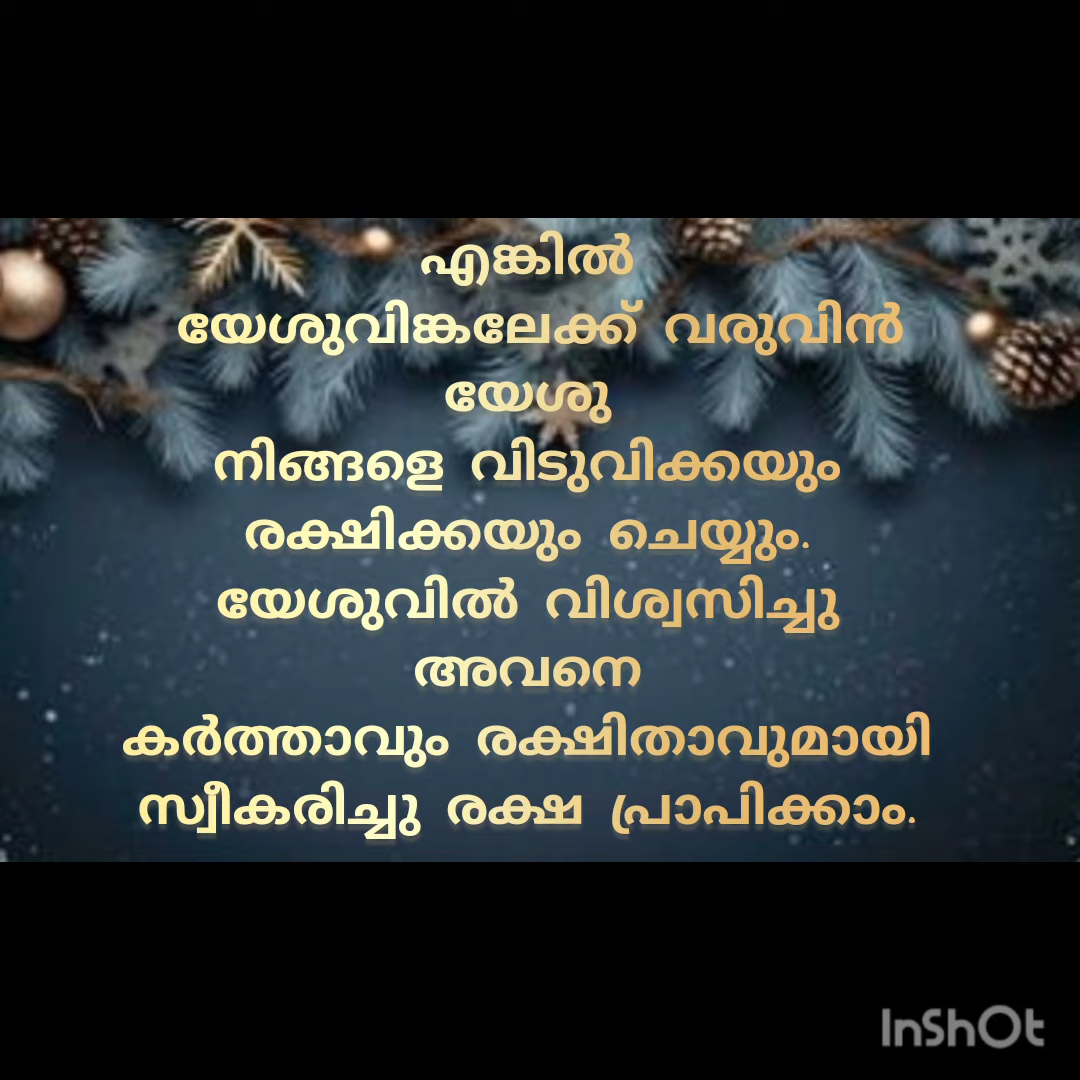 എങ്കിൽ
യേശുവിങ്കലേക്ക് വരുവിൻ
യേശു
നിങ്ങളെ വിടുവിക്കയും
രക്ഷിക്കയും ചെയ്യും.
യേശുവിൽ വിശ്വസിച്ചു
അവനെ
കർത്താവും രക്ഷിതാവുമായി
സ്വീകരിച്ചു രക്ഷ പ്രാപിക്കാം.
InShOt